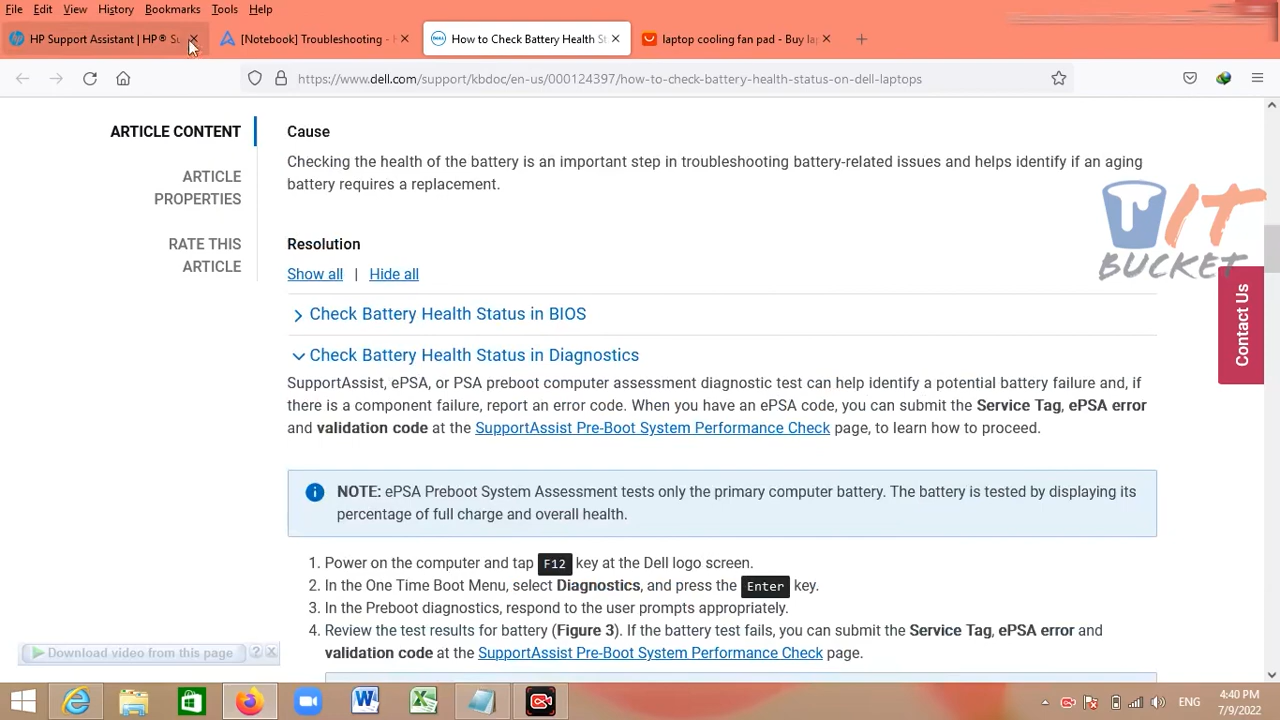 File Edit View History Bookmarks Tools Help
HP Support Assistant | HP® Su
[Notebook] Troubleshooting - H
How to Check Battery Health St
laptop cooling fan pad - Buy lap
https://www.dell.com/support/kbdoc/en-us/000124397/how-to-check-battery-health-status-on-dell-laptops
ARTICLE CONTENT
ARTICLE
PROPERTIES
RATE THIS
ARTICLE
Cause
Checking the health of the battery is an important step in troubleshooting battery-related issues and helps identify if an aging
battery requires a replacement.
IT
BUCKET
Resolution
Show all | Hide all
Contact Us
Check Battery Health Status in BIOS
Check Battery Health Status in Diagnostics
SupportAssist, ePSA, or PSA preboot computer assessment diagnostic test can help identify a potential battery failure and, if
there is a component failure, report an error code. When you have an ePSA code, you can submit the Service Tag, ePSA error
and validation code at the SupportAssist Pre-Boot System Performance Check page, to learn how to proceed.
NOTE: ePSA Preboot System Assessment tests only the primary computer battery. The battery is tested by displaying its
percentage of full charge and overall health.
1. Power on the computer and tap F12 key at the Dell logo screen.
2. In the One Time Boot Menu, select Diagnostics, and press the Enter key.
3. In the Preboot diagnostics, respond to the user prompts appropriately.
4. Review the test results for battery (Figure 3). If the battery test fails, you can submit the Service Tag, ePSA error and
validation code at the SupportAssist Pre-Boot System Performance Check page.
Download video from this page ?
ENG
4:40 PM
7/9/2022